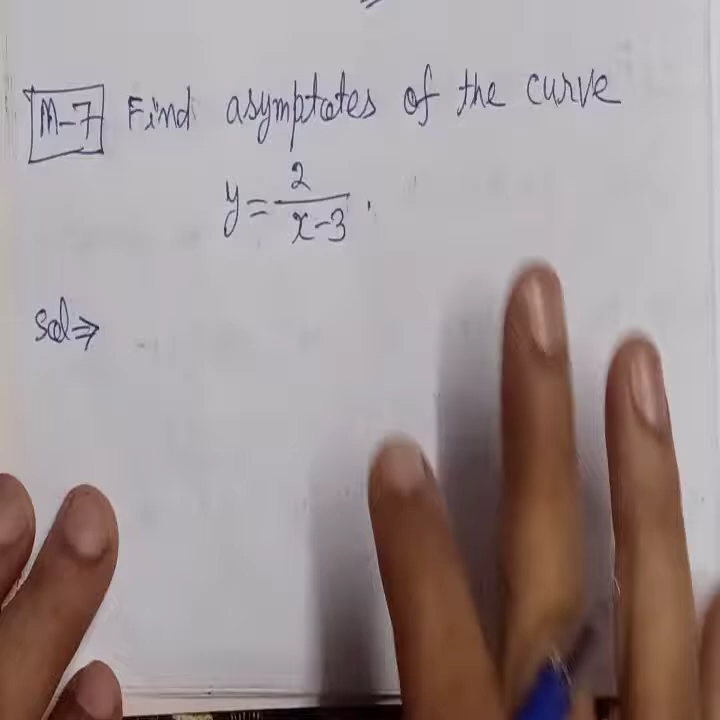 M-7 Find asymptotes of the curve
y = 2/(x-3) .
Sol ⇒